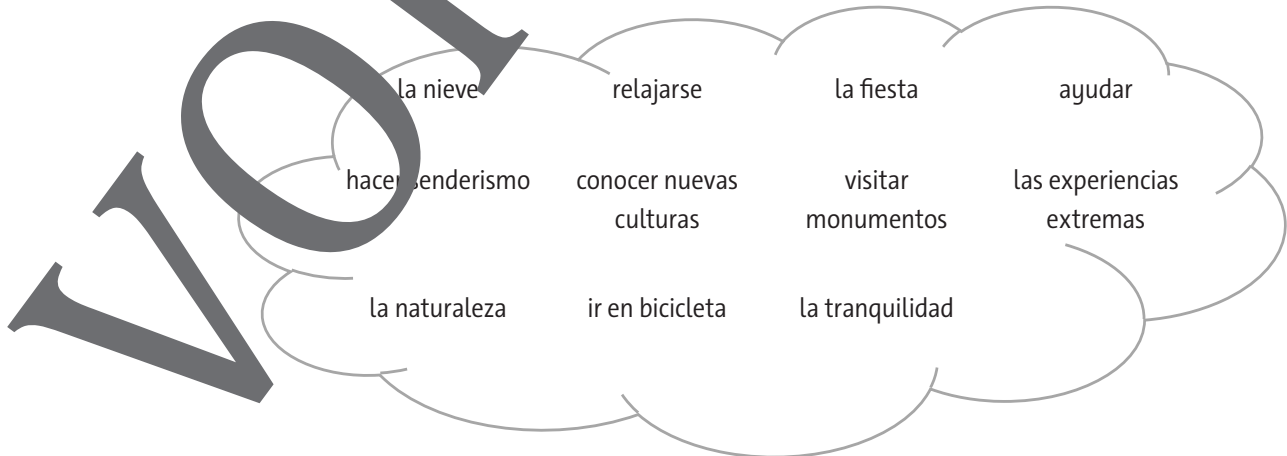 la nieve relajarse la fiesta ayudar
hacer senderismo conocer nuevas visitar las experiencias
culturas monumentos extremas
la naturaleza ir en bicicleta la tranquilidad
VO